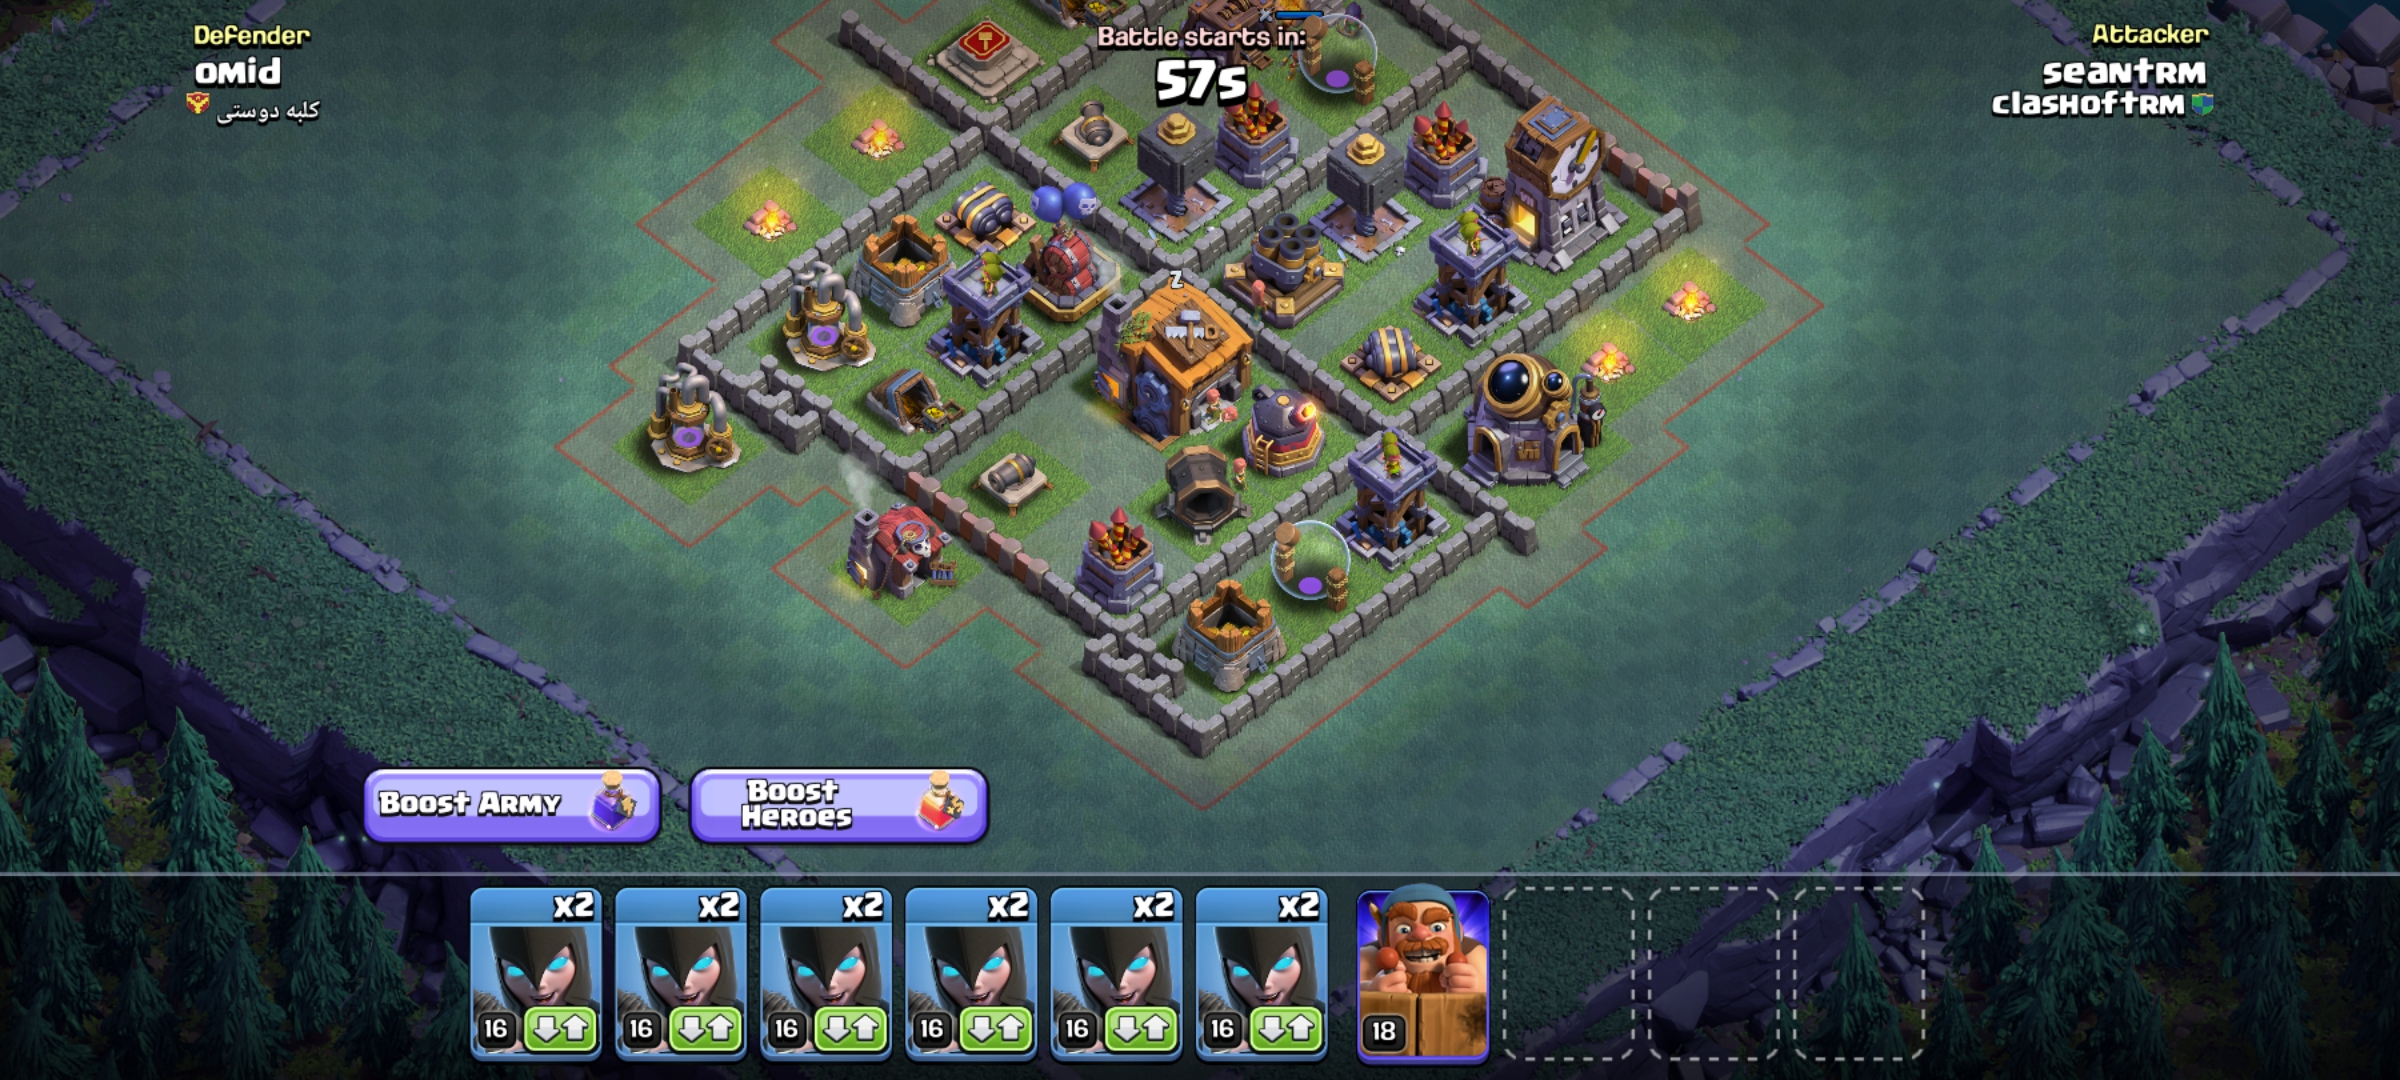 Defender
OMid
کلبه دوستی
Battle starts in:
57s
Attacker
seantRM
clashoftRM
Z
Boost Army
Boost
Heroes
x2
x2
x2
x2
x2
x2
16
16
16
16
16
16
18